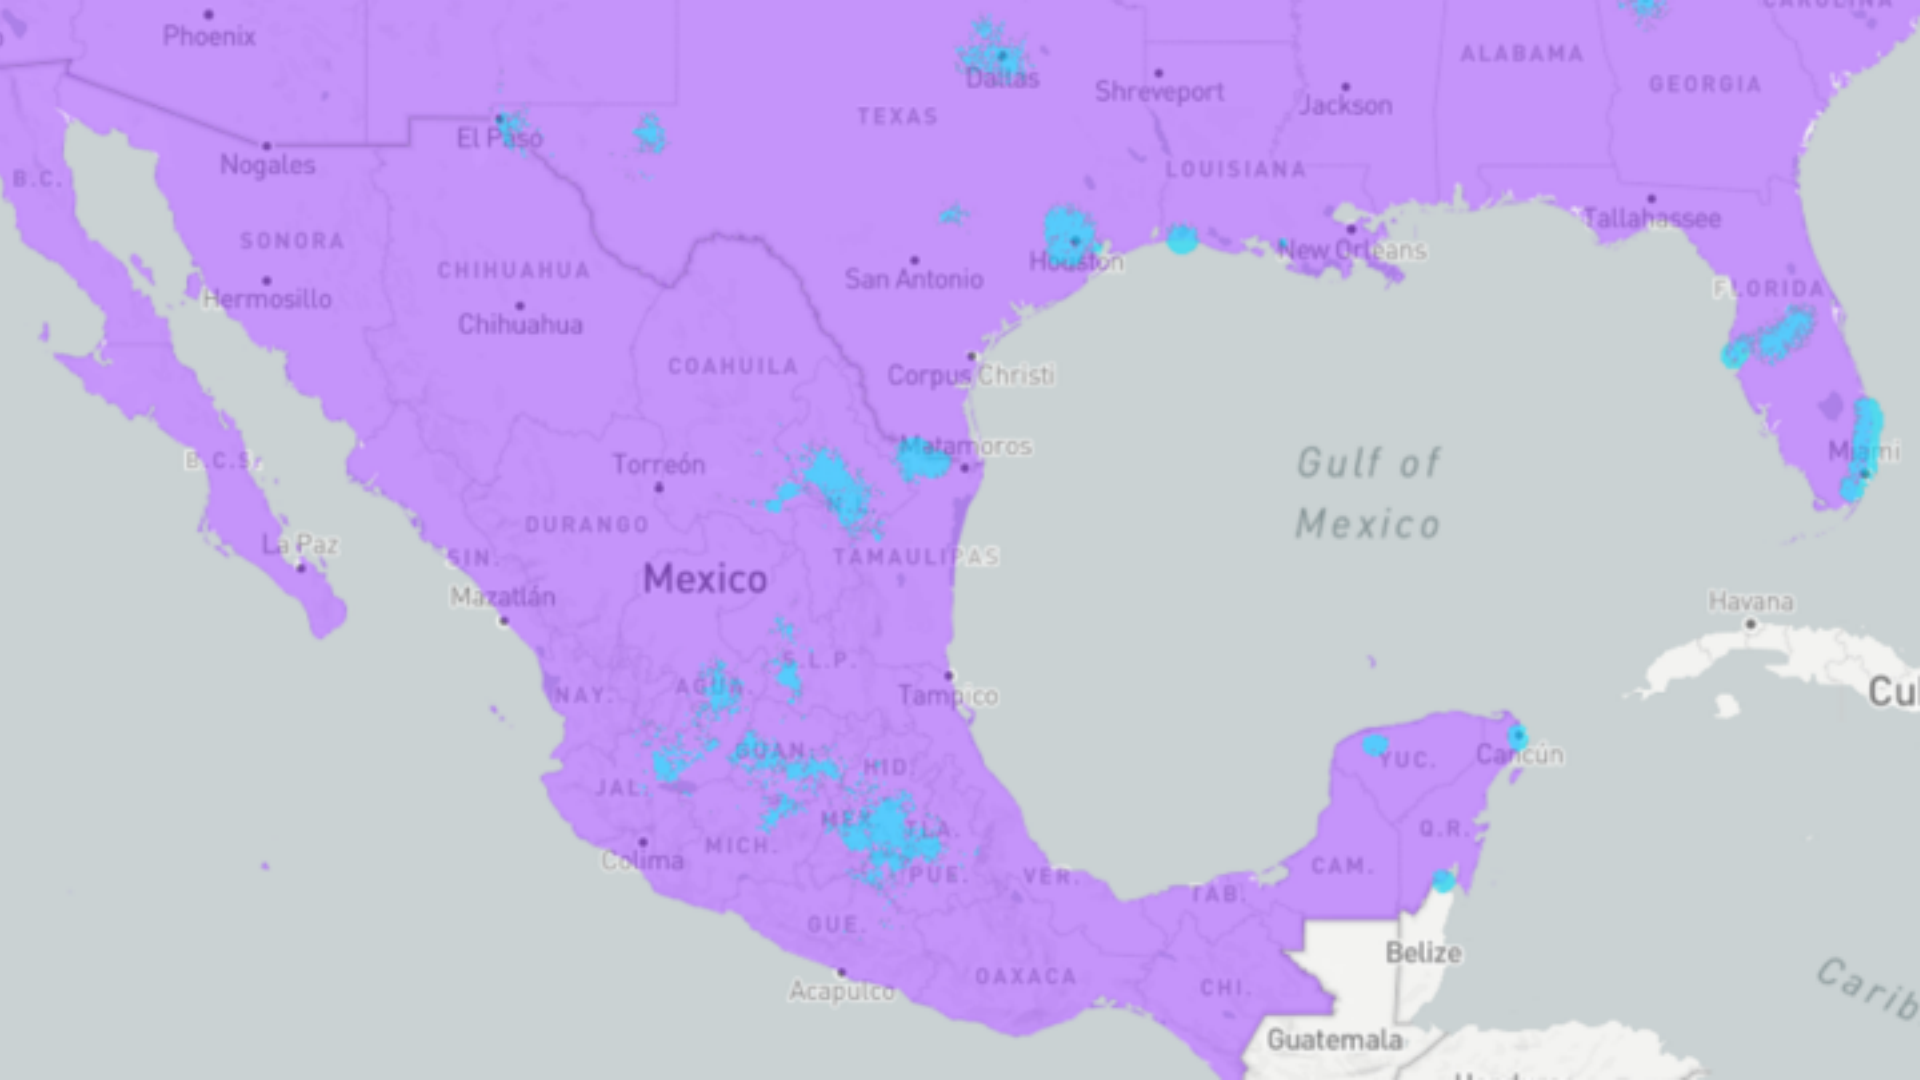 CAROLINA
Phoenix
ALABAMA
Dallas
Shreveport
GEORGIA
Jackson
TEXAS
El Paso
Nogales
LOUISIANA
B.C.
Tallahassee
SONORA
New Orleans
Houston
CHIHUAHUA
San Antonio
FLORIDA
Hermosillo
Chihuahua
COAHUILA
Corpus Christi
Matamoros
Miami
B.C.S.
Torreón
Gulf of
Mexico
N.L.
DURANGO
La Paz
SIN.
TAMAULIPAS
Mexico
Mazatlán
Havana
S.L.P.
AGUA.
NAY.
Tampico
Cu
GUAN.
Cancún
YUC.
HID.
JAL.
MEX.
TLA.
Q.R.
MICH.
Colima
CAM.
PUE.
VER.
TAB.
GUE.
Belize
OAXACA
CHI.
Acapulco
Carib
Guatemala